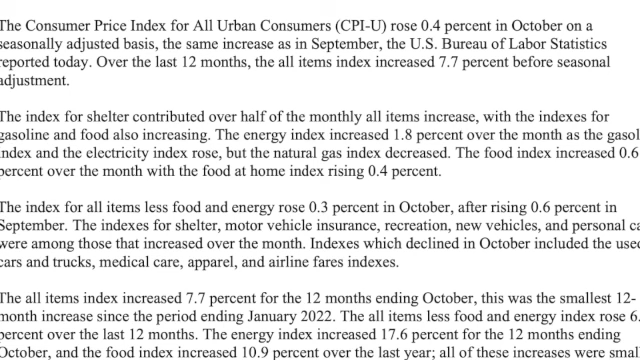 The Consumer Price Index for All Urban Consumers (CPI-U) rose 0.4 percent in October on a
seasonally adjusted basis, the same increase as in September, the U.S. Bureau of Labor Statistics
reported today. Over the last 12 months, the all items index increased 7.7 percent before seasonal
adjustment.
The index for shelter contributed over half of the monthly all items increase, with the indexes for
gasoline and food also increasing. The energy index increased 1.8 percent over the month as the
index and the electricity index rose, but the natural gas index decreased. The food index increased 0.6
percent over the month with the food at home index rising 0.4 percent.
The index for all items less food and energy rose 0.3 percent in October, after rising 0.6 percent in
September. The indexes for shelter, motor vehicle insurance, recreation, new vehicles, and personal
were among those that increased over the month. Indexes which declined in October included the used
cars and trucks, medical care, apparel, and airline fares indexes.
The all items index increased 7.7 percent for the 12 months ending October, this was the smallest 12-
month increase since the period ending January 2022. The all items less food and energy index rose
percent over the last 12 months. The energy index increased 17.6 percent for the 12 months ending
October, and the food index increased 10.9 percent over the last year; all of these increases were